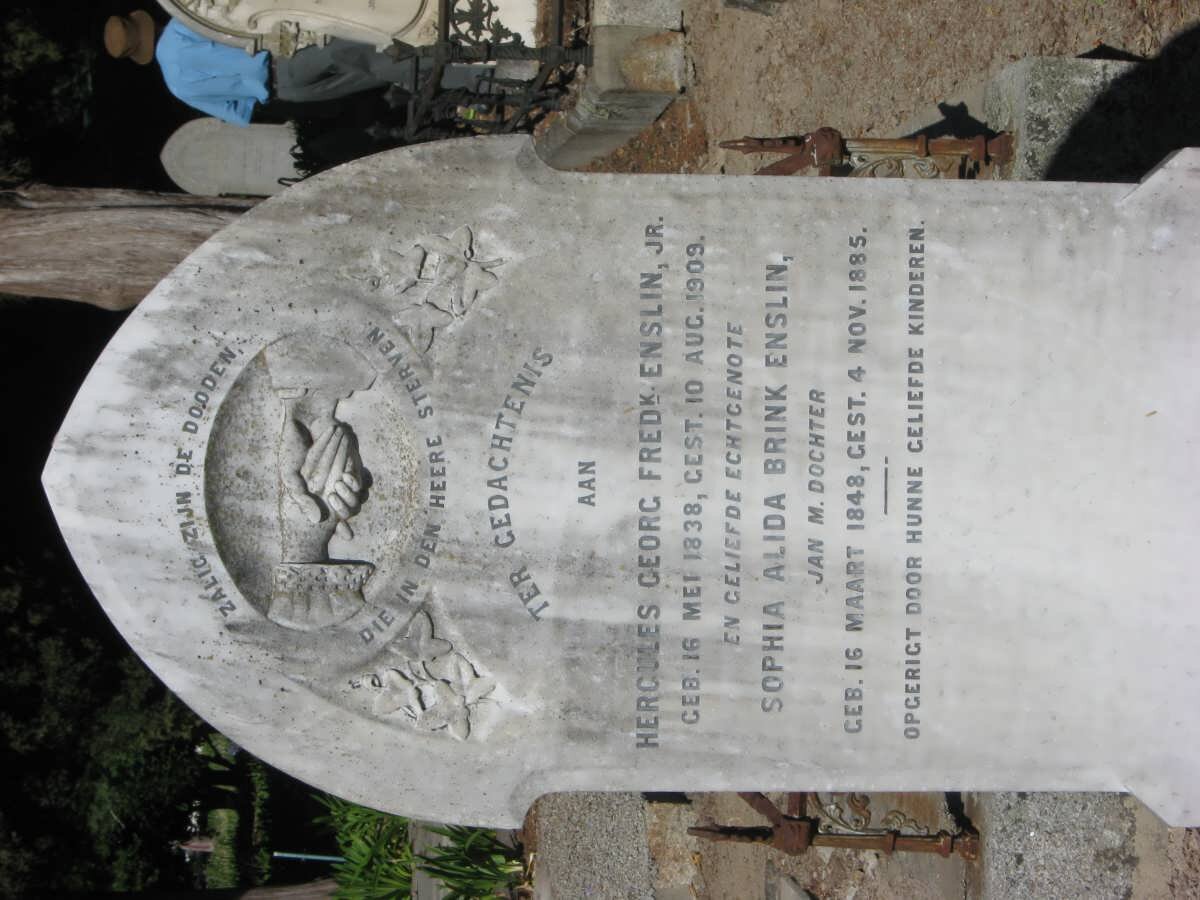 ZALIG ZIJN DE DOODEN,
DIE IN DEN HEERE STERVEN
TER GEDACHTENIS
AAN
HERCULES GEORG FREDK. ENSLIN, JR.
GEB. 16 MEI 1838, GEST. 10 AUG. 1909.
EN GELIEFDE ECHTGENOTE
SOPHIA ALIDA BRINK ENSLIN,
JAN M. DOCHTER
GEB. 16 MAART 1848, GEST. 4 NOV. 1885.
OPGERIGT DOOR HUNNE GELIEFDE KINDEREN.